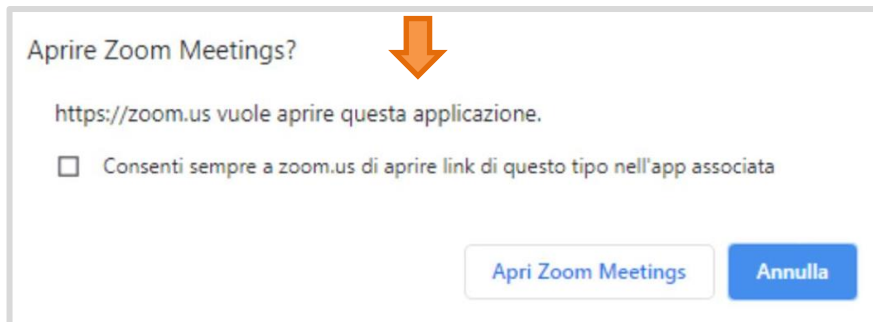 Aprire Zoom Meetings?
https://zoom.us vuole aprire questa applicazione.
Consenti sempre a zoom.us di aprire link di questo tipo nell'app associata
Apri Zoom Meetings
Annulla